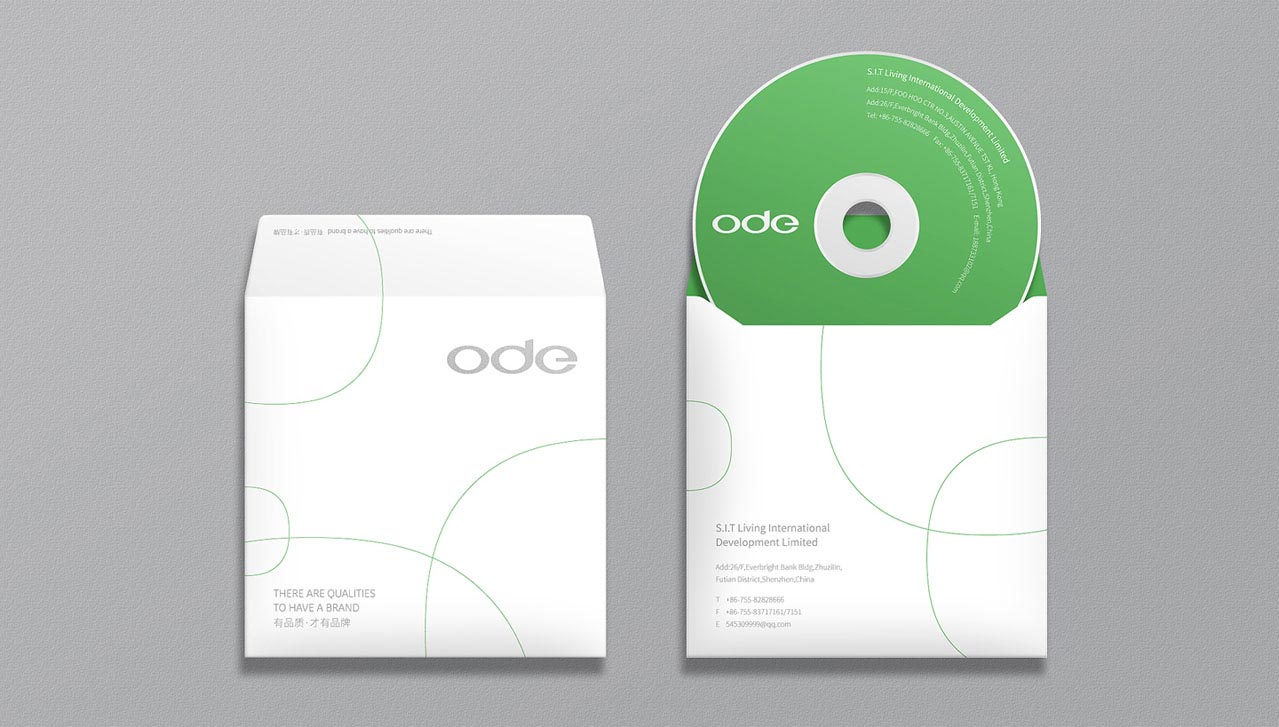 有品质·才有品牌 There are qualities to have a brand
ode
THERE ARE QUALITIES
TO HAVE A BRAND
有品质·才有品牌
S.I.T Living International Development Limited
Add:15/F,FOO HOO CTR NO.3,AUSTIN AVENUE TST KL, Hong Kong
Add:26/F,Everbright Bank Bldg,Zhuzilin,Futian District,Shenzhen,China
Tel: +86-755-82828666 Fax: +86-755-83717161/7151 E-mail:
ode
S.I.T Living International
Development Limited
Add:26/F,Everbright Bank Bldg,Zhuzilin,
Futian District,Shenzhen,China
T +86-755-82828666
F +86-755-83717161/7151
E 545309999@qq.com